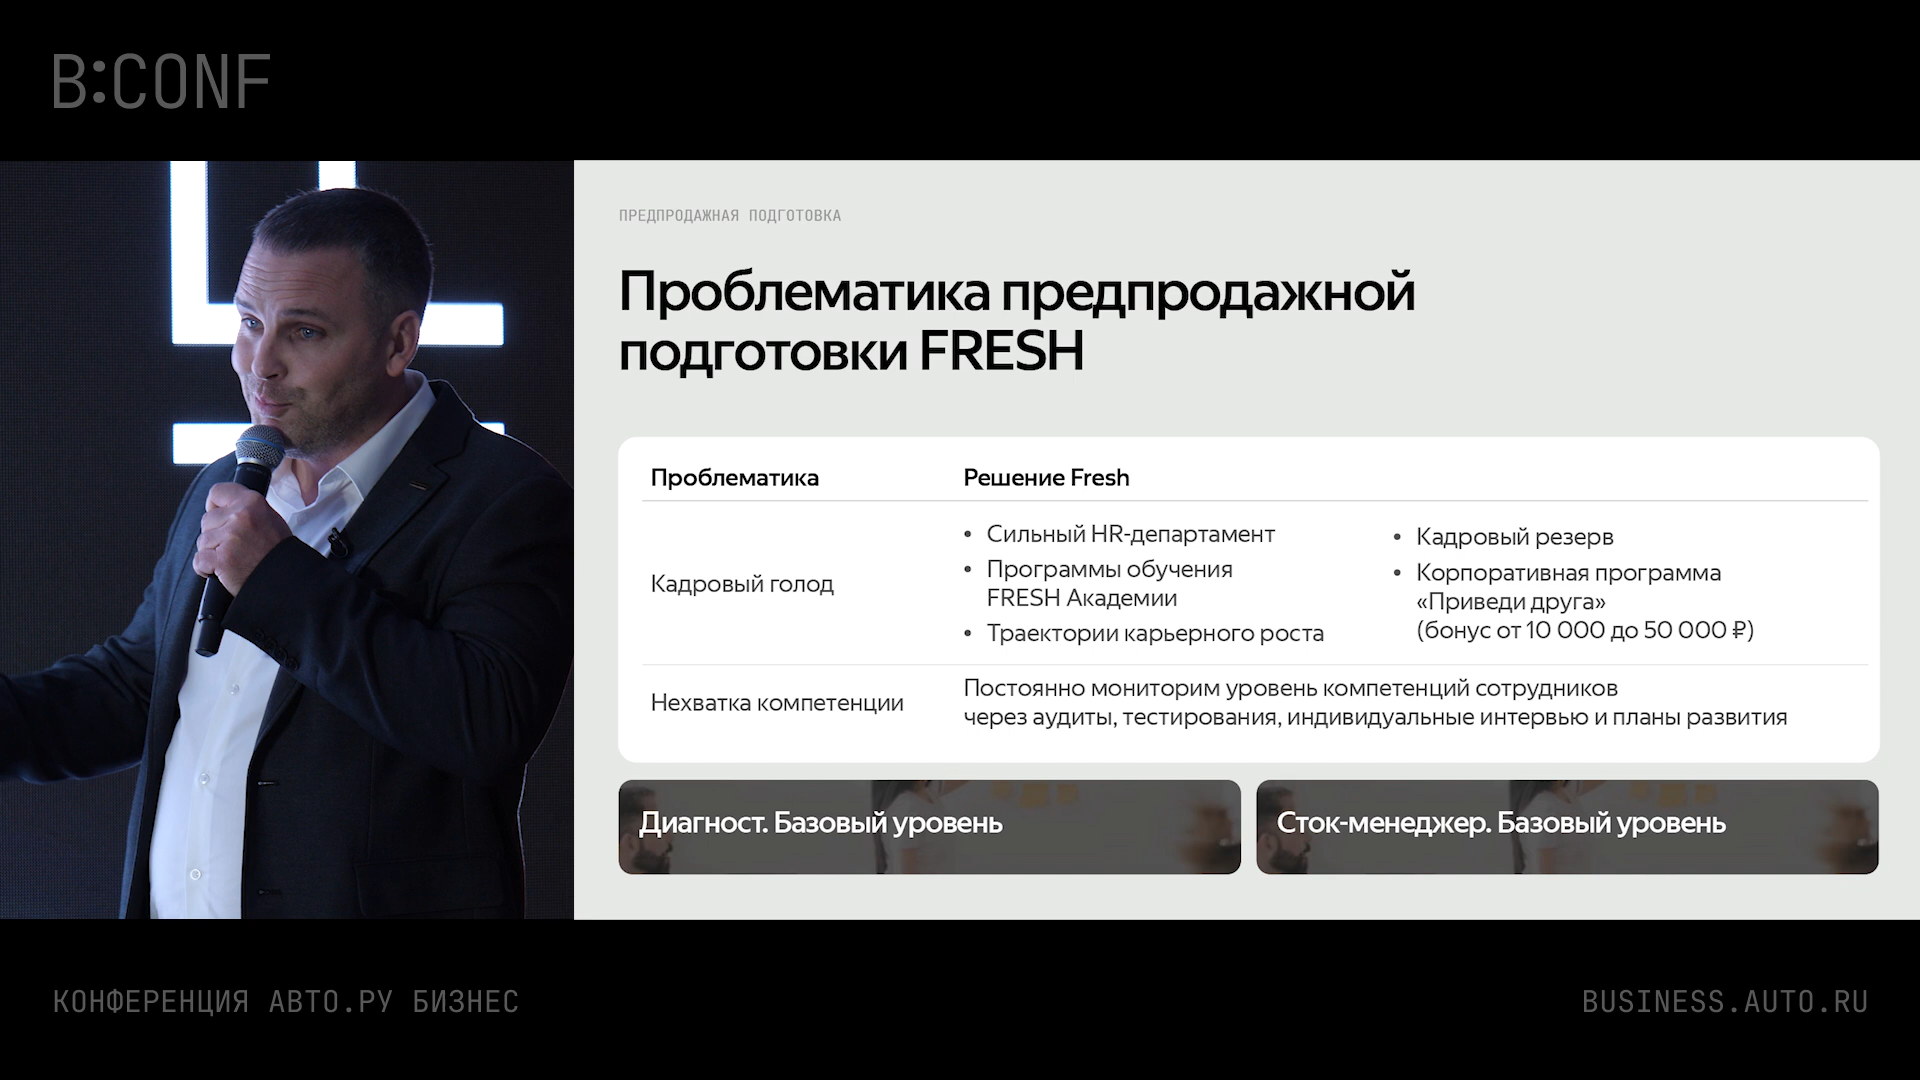 B:CONF
ПРЕДПРОДАЖНАЯ ПОДГОТОВКА
Проблематика предпродажной
подготовки FRESH
Проблематика
Решение Fresh
Кадровый голод
• Сильный HR-департамент
• Программы обучения
FRESH Академии
• Траектории карьерного роста
• Кадровый резерв
• Корпоративная программа
«Приведи друга»
(бонус от 10 000 до 50 000 ₽)
Нехватка компетенции
Постоянно мониторим уровень компетенций сотрудников
через аудиты, тестирования, индивидуальные интервью и планы развития
Диагност. Базовый уровень
Сток-менеджер. Базовый уровень
КОНФЕРЕНЦИЯ АВТО.РУ БИЗНЕС
BUSINESS.AUTO.RU